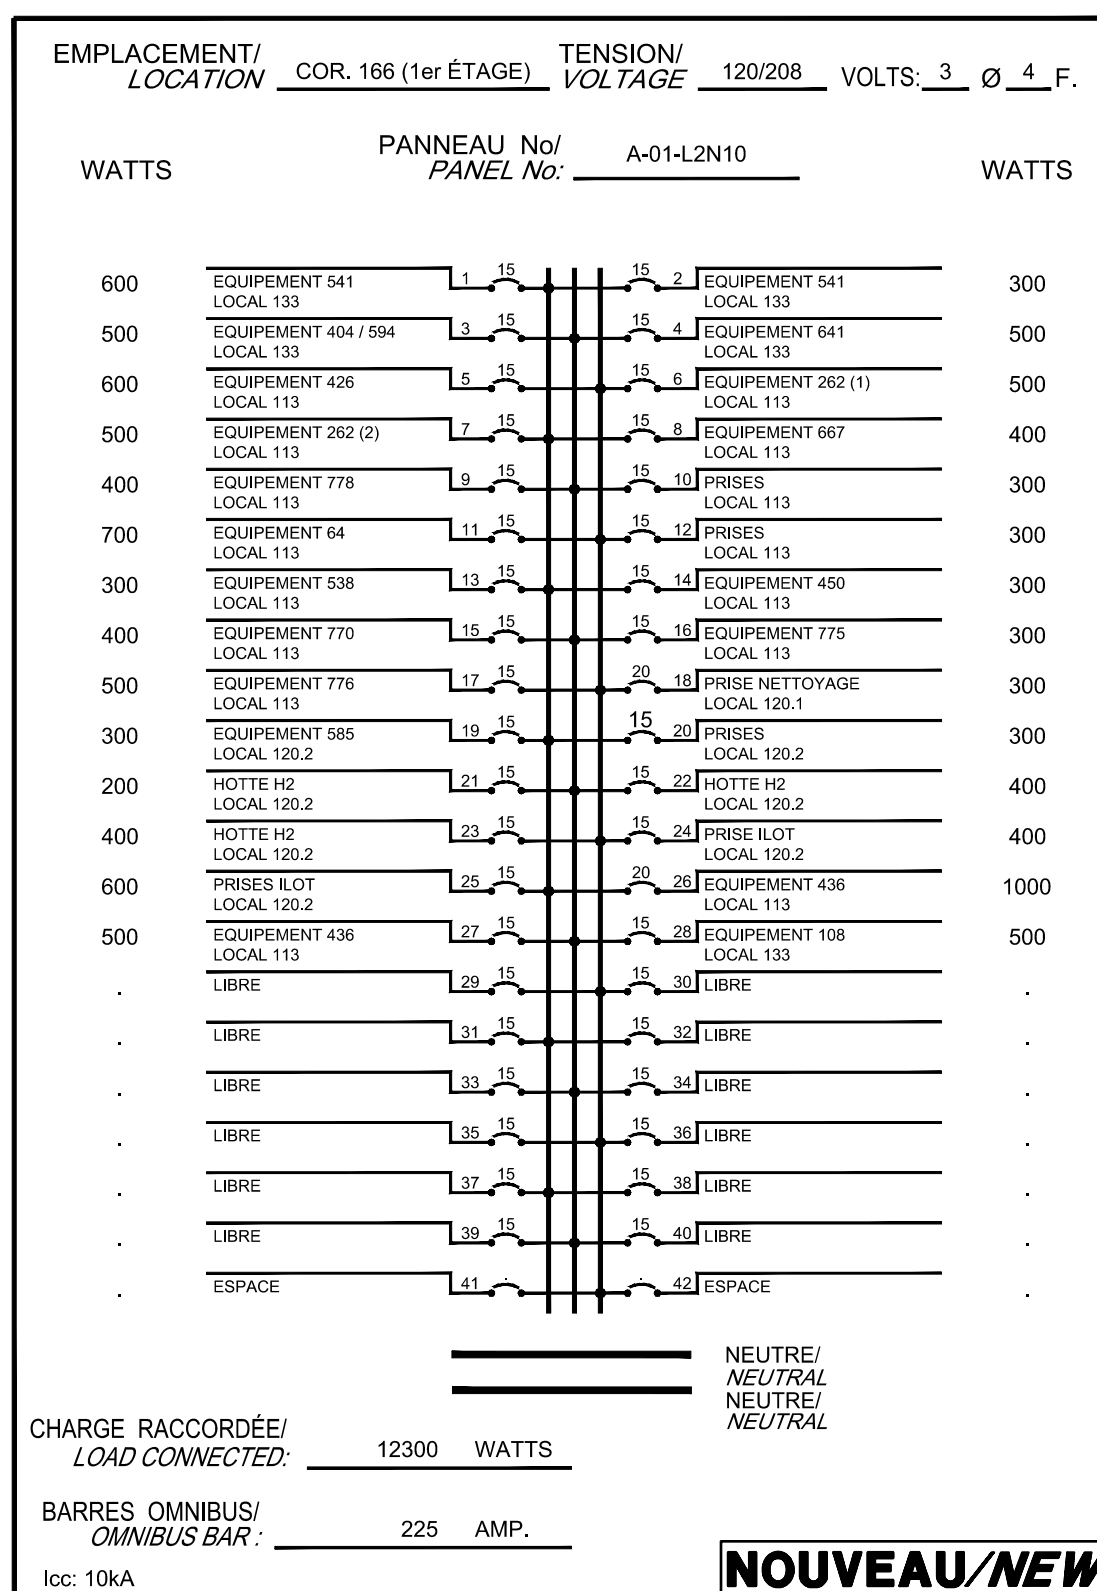 EMPLACEMENT/ TENSION/
LOCATION COR. 166 (1er ÉTAGE) VOLTAGE 120/208 VOLTS: 3 Ø 4 F.
PANNEAU No/
WATTS PANEL No: A-01-L2N10 WATTS
600 EQUIPEMENT 541 1 15 15 2 EQUIPEMENT 541 300
LOCAL 133 LOCAL 133
500 EQUIPEMENT 404 / 594 3 15 15 4 EQUIPEMENT 641 500
LOCAL 133 LOCAL 133
600 EQUIPEMENT 426 5 15 15 6 EQUIPEMENT 262 (1) 500
LOCAL 113 LOCAL 113
500 EQUIPEMENT 262 (2) 7 15 15 8 EQUIPEMENT 667 400
LOCAL 113 LOCAL 113
400 EQUIPEMENT 778 9 15 15 10 PRISES 300
LOCAL 113 LOCAL 113
700 EQUIPEMENT 64 11 15 15 12 PRISES 300
LOCAL 113 LOCAL 113
300 EQUIPEMENT 538 13 15 15 14 EQUIPEMENT 450 300
LOCAL 113 LOCAL 113
400 EQUIPEMENT 770 15 15 15 16 EQUIPEMENT 775 300
LOCAL 113 LOCAL 113
500 EQUIPEMENT 776 17 15 20 18 PRISE NETTOYAGE 300
LOCAL 113 LOCAL 120.1
300 EQUIPEMENT 585 19 15 15 20 PRISES 300
LOCAL 120.2 LOCAL 120.2
200 HOTTE H2 21 15 15 22 HOTTE H2 400
LOCAL 120.2 LOCAL 120.2
400 HOTTE H2 23 15 15 24 PRISE ILOT 400
LOCAL 120.2 LOCAL 120.2
600 PRISES ILOT 25 15 20 26 EQUIPEMENT 436 1000
LOCAL 120.2 LOCAL 113
500 EQUIPEMENT 436 27 15 15 28 EQUIPEMENT 108 500
LOCAL 113 LOCAL 133
. LIBRE 29 15 15 30 LIBRE .
. LIBRE 31 15 15 32 LIBRE .
. LIBRE 33 15 15 34 LIBRE .
. LIBRE 35 15 15 36 LIBRE .
. LIBRE 37 15 15 38 LIBRE .
. LIBRE 39 15 15 40 LIBRE .
. ESPACE 41 . . 42 ESPACE .
NEUTRE/
NEUTRAL
NEUTRE/
NEUTRAL
CHARGE RACCORDÉE/
LOAD CONNECTED: 12300 WATTS
BARRES OMNIBUS/
OMNIBUS BAR : 225 AMP.
Icc: 10kA
NOUVEAU/NEW